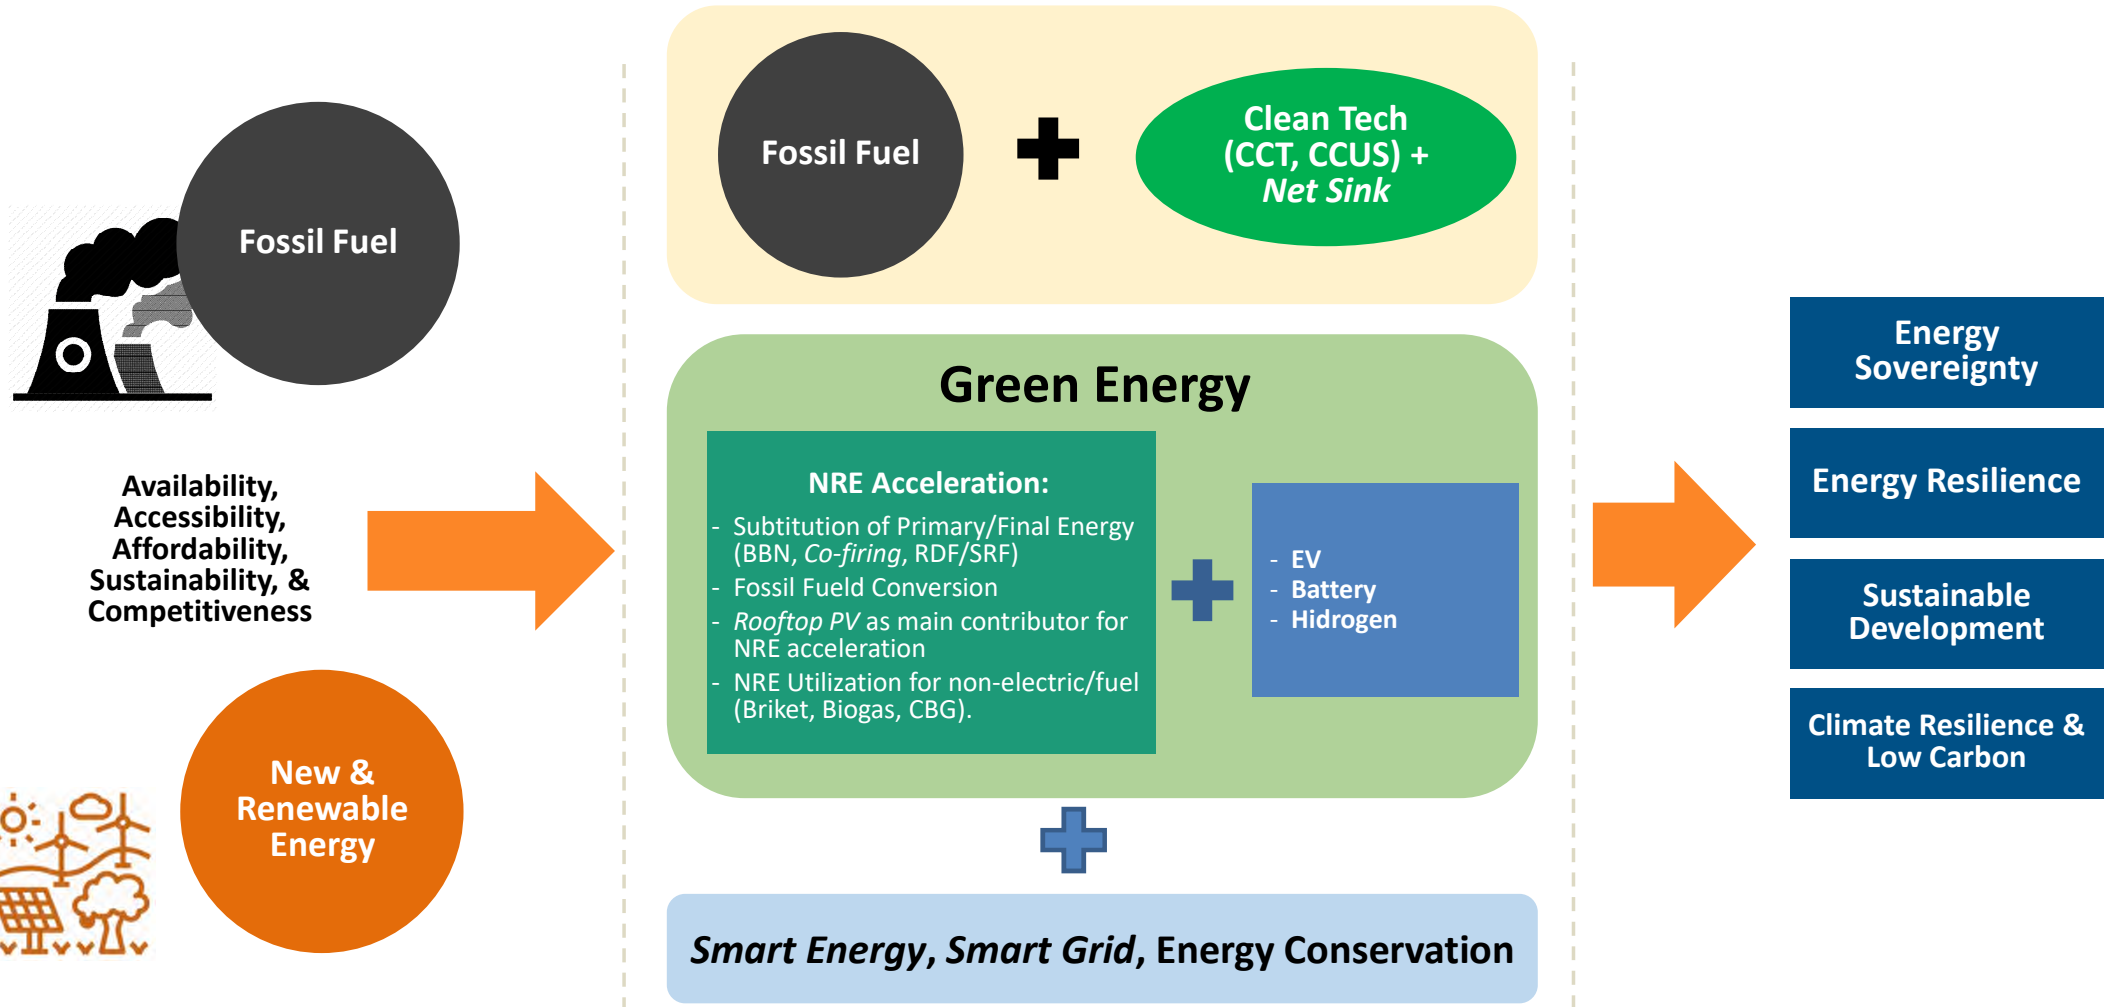 Fossil Fuel
Availability,
Accessibility,
Affordability,
Sustainability, &
Competitiveness
New &
Renewable
Energy
Fossil Fuel
Clean Tech
(CCT, CCUS) +
Net Sink
Green Energy
NRE Acceleration:
- Subtitution of Primary/Final Energy
(BBN, Co-firing, RDF/SRF)
- Fossil Fueld Conversion
- Rooftop PV as main contributor for
NRE acceleration
- NRE Utilization for non-electric/fuel
(Briket, Biogas, CBG).
- EV
- Battery
- Hidrogen
Smart Energy, Smart Grid, Energy Conservation
Energy
Sovereignty
Energy Resilience
Sustainable
Development
Climate Resilience &
Low Carbon